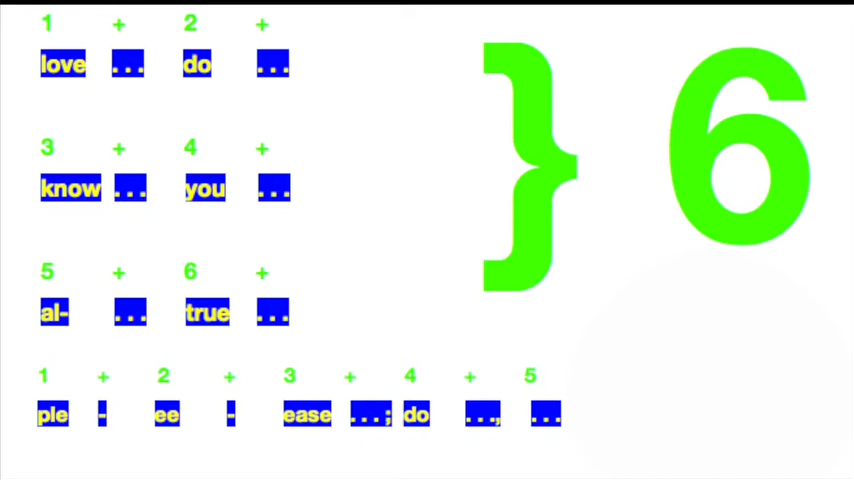 1 + 2 +
love ... do ...
3 + 4 +
know ... you ...
5 + 6 +
al- ... true ...
} 6
1 + 2 + 3 + 4 + 5
ple - ee - ease ...; do ..., ...